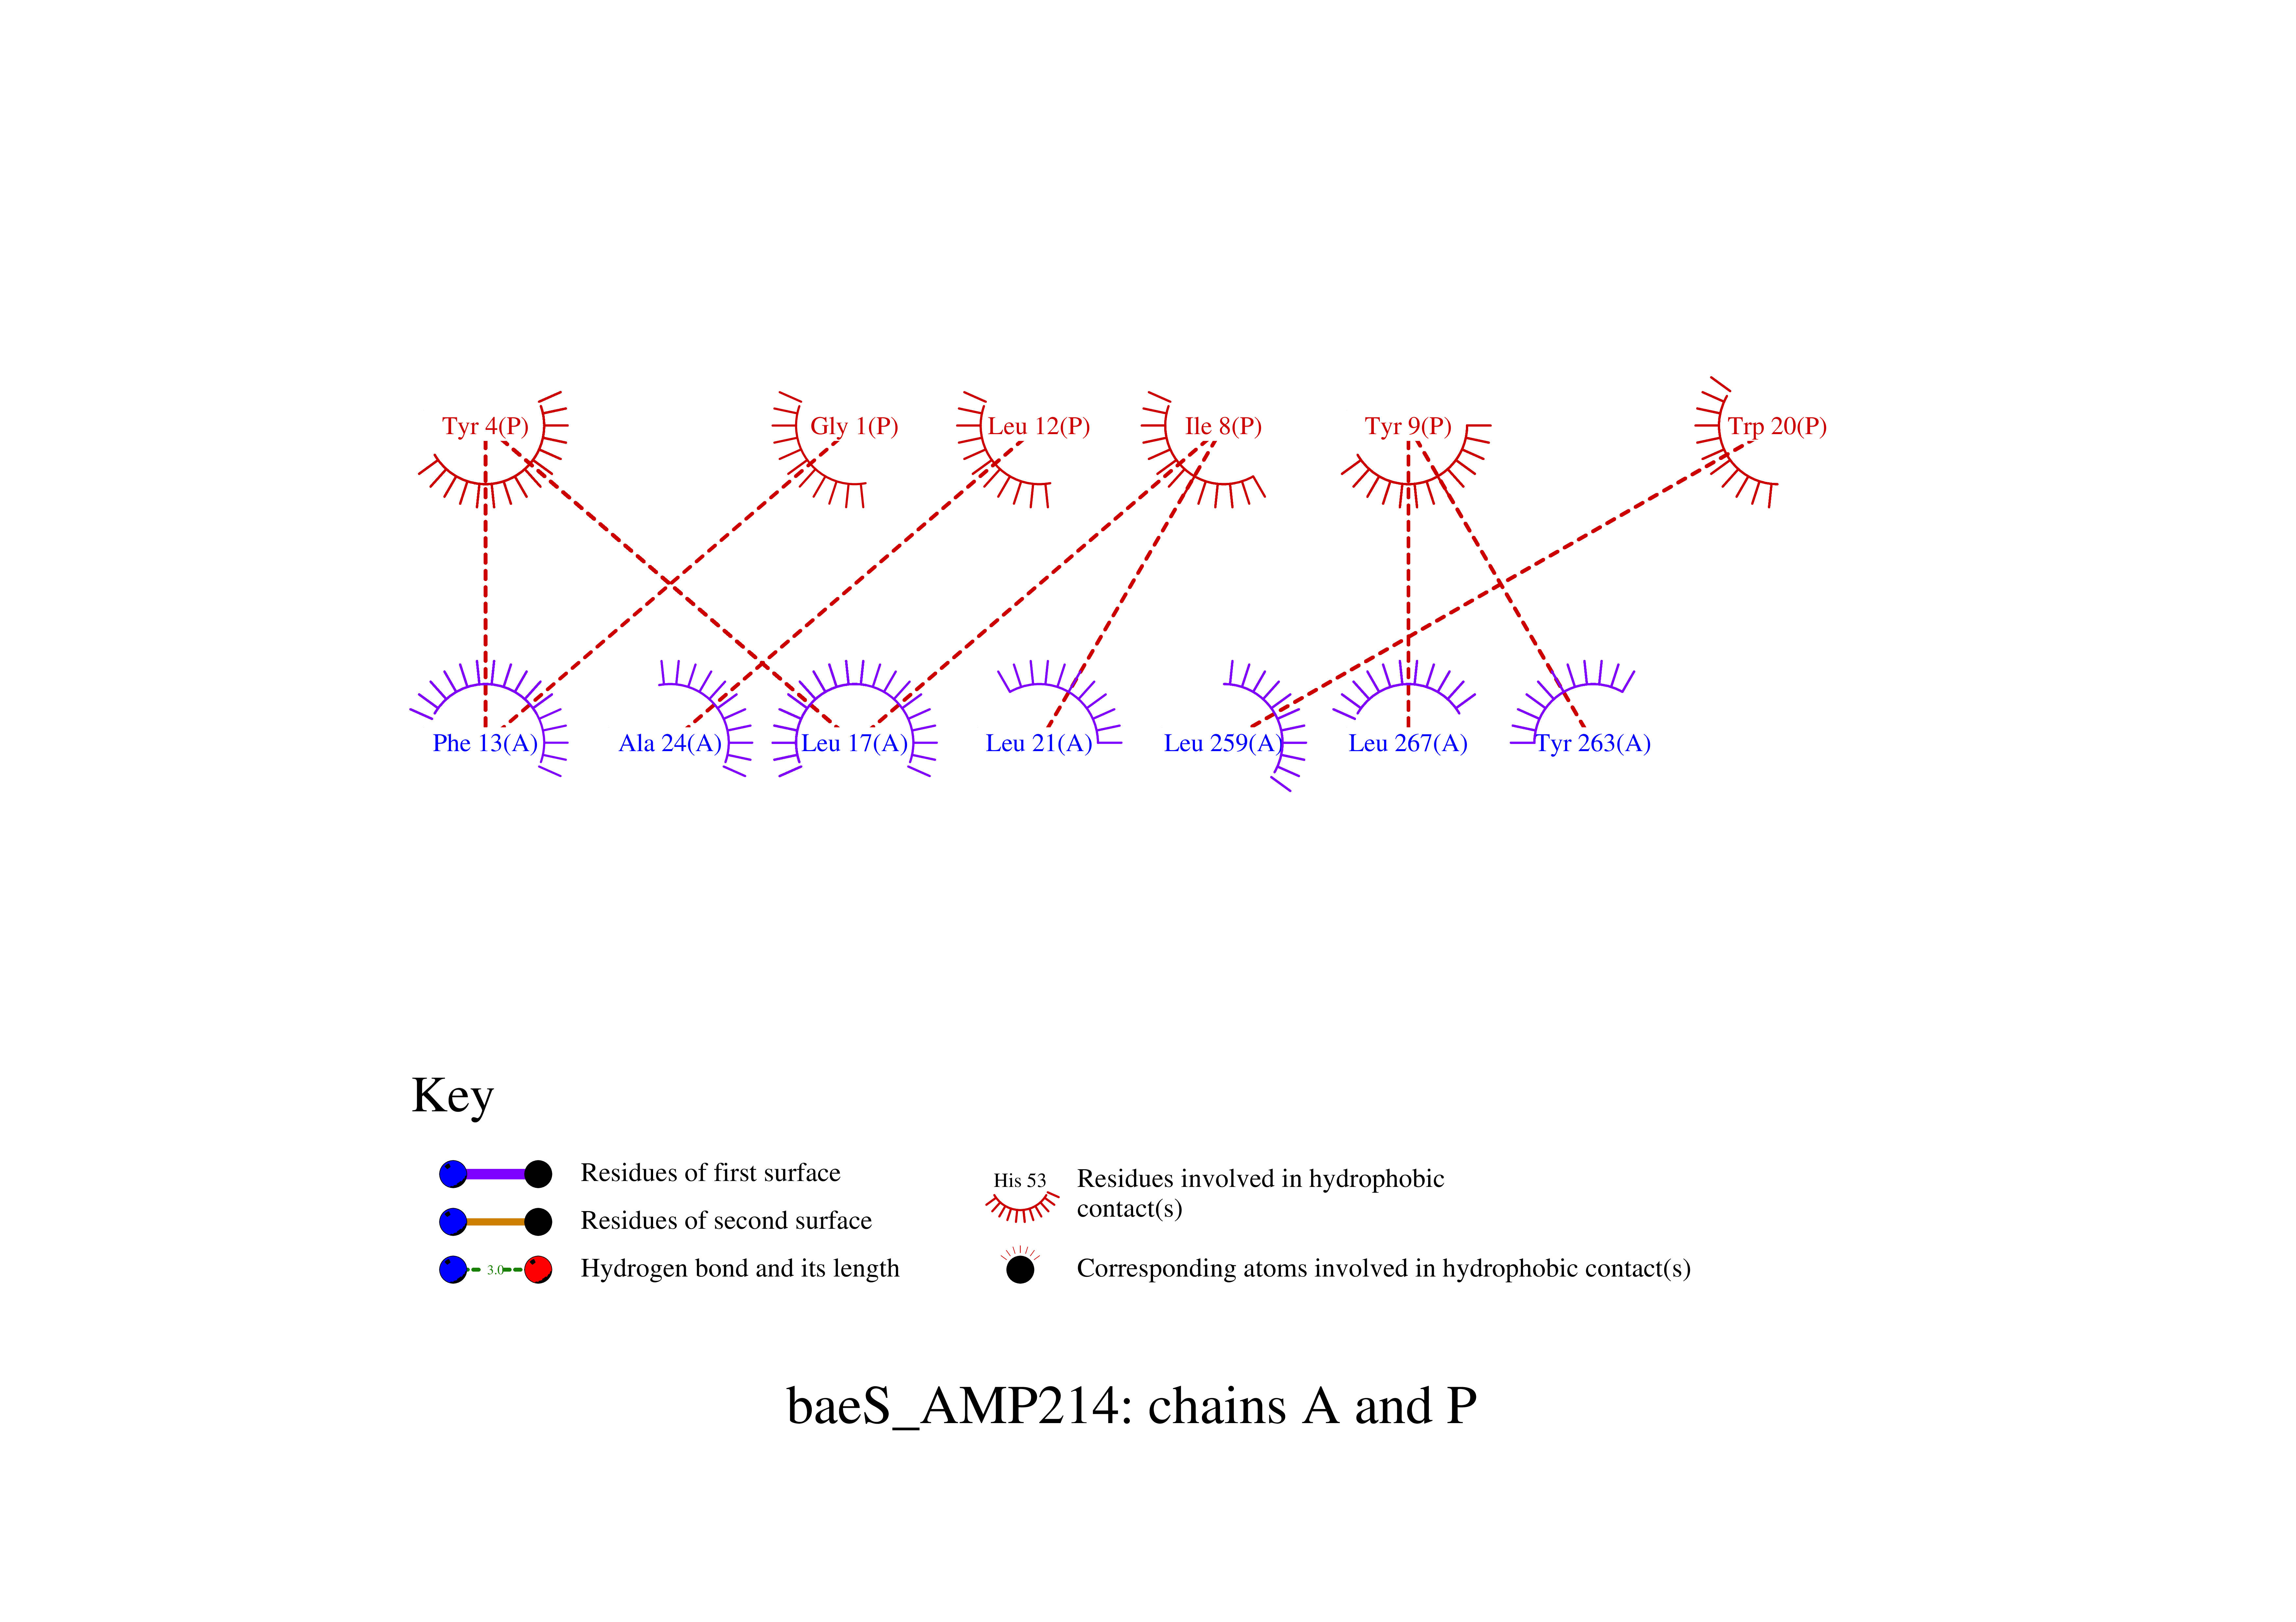 Tyr 4(P) Gly 1(P) Leu 12(P) Ile 8(P) Tyr 9(P) Trp 20(P)
Phe 13(A) Ala 24(A) Leu 17(A) Leu 21(A) Leu 259(A) Leu 267(A) Tyr 263(A)
Key
Residues of first surface
Residues of second surface
3.0 Hydrogen bond and its length
His 53 Residues involved in hydrophobic
contact(s)
Corresponding atoms involved in hydrophobic contact(s)
baeS_AMP214: chains A and P